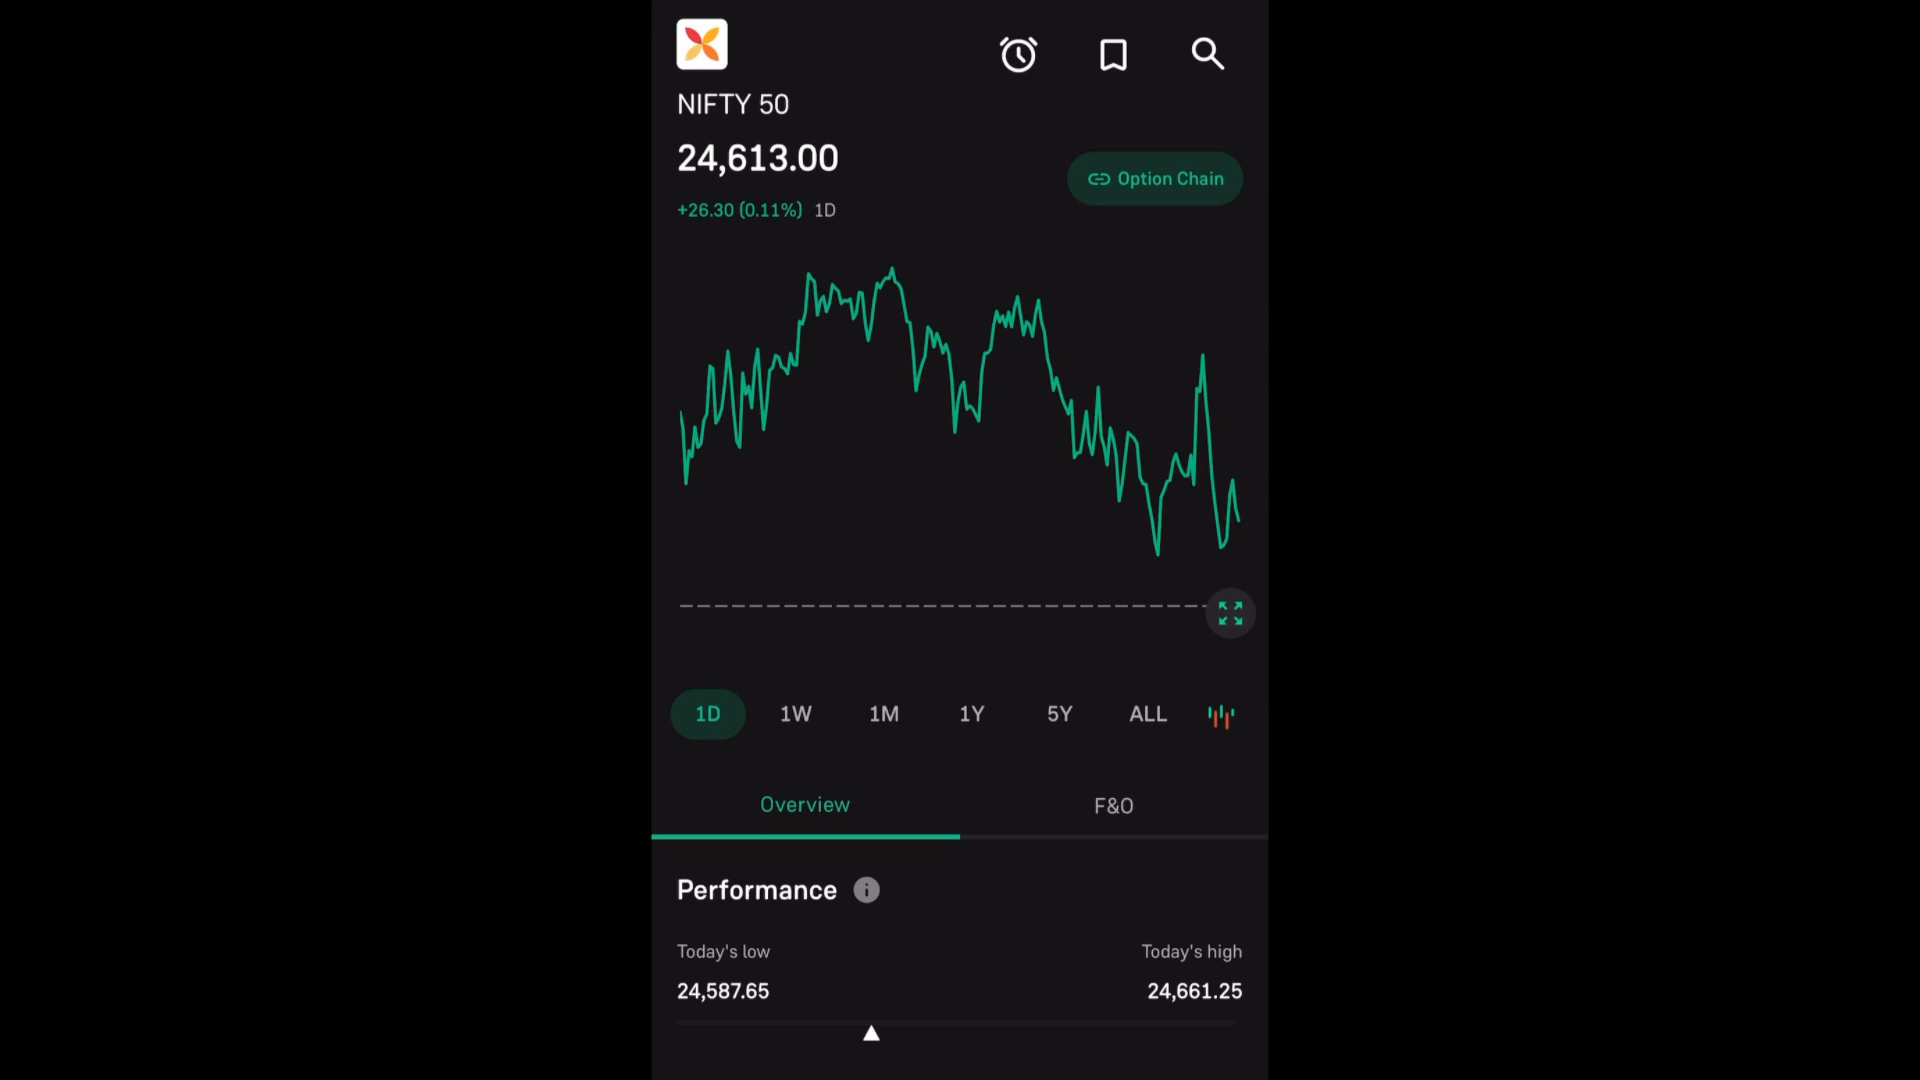 NIFTY 50
24,613.00
+26.30 (0.11%) 1D
Option Chain
1D 1W 1M 1Y 5Y ALL
Overview F&O
Performance
Today's low Today's high
24,587.65 24,661.25